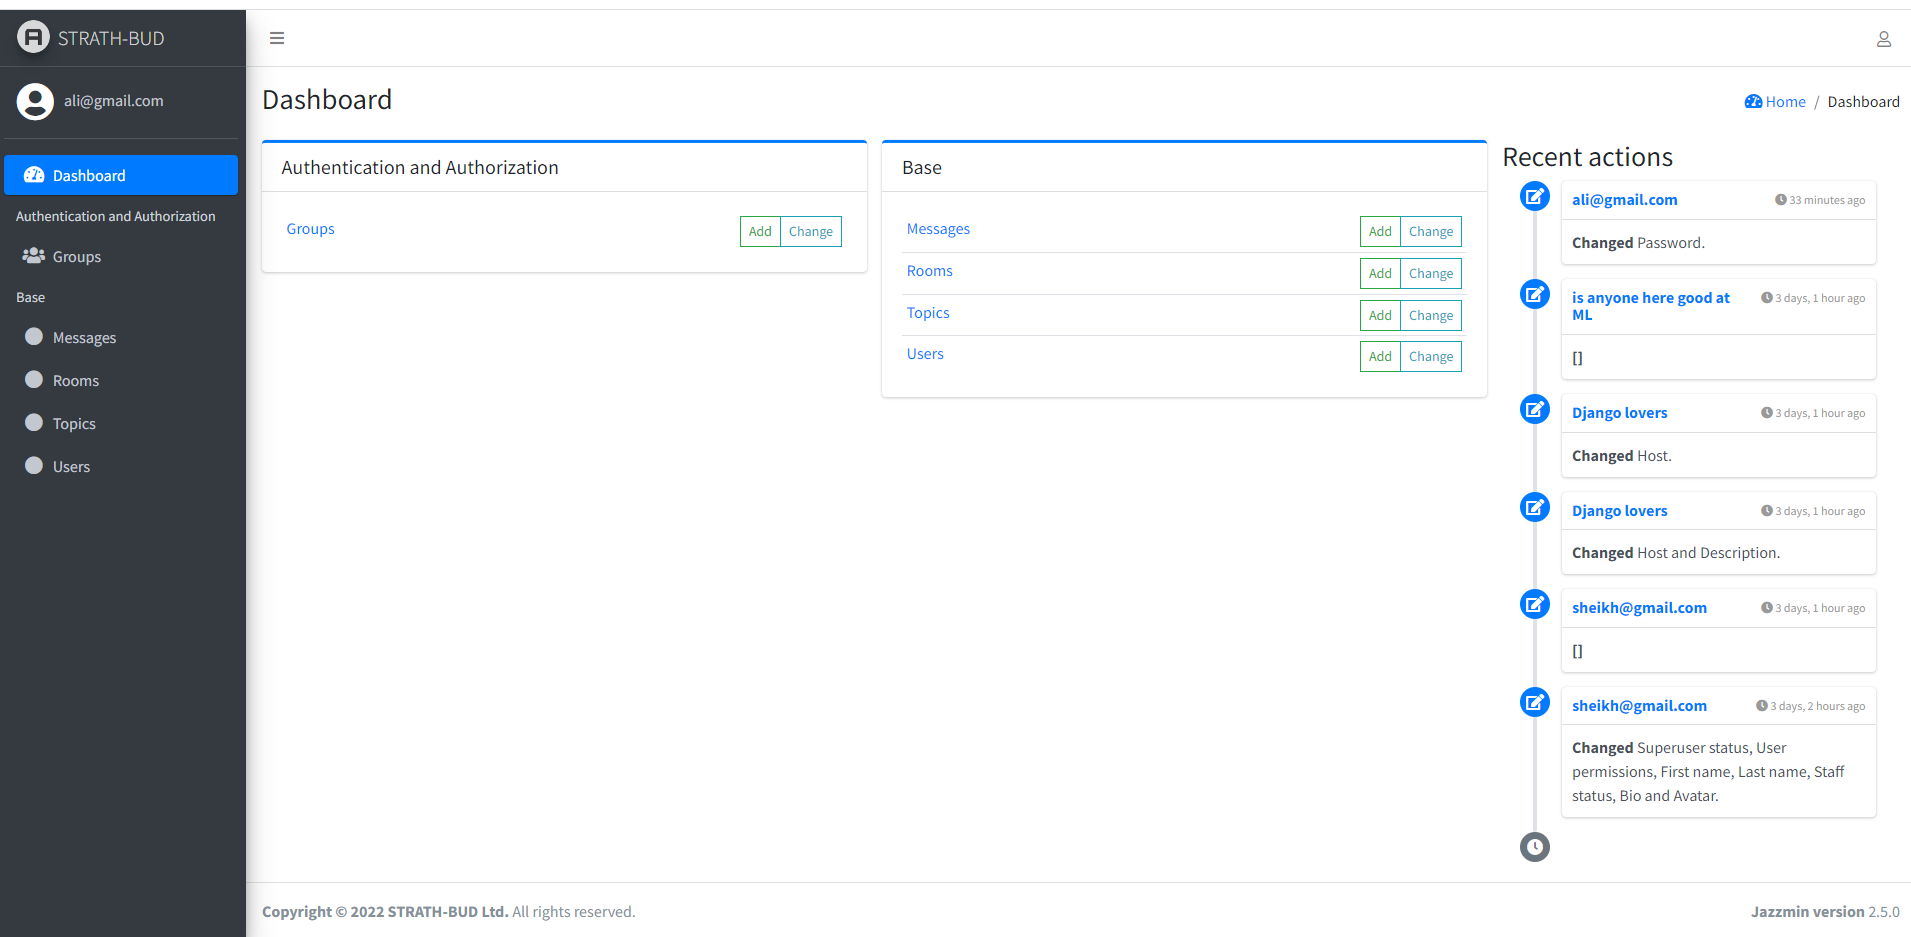 STRATH-BUD
ali@gmail.com
Dashboard
Authentication and Authorization
Groups
Base
Messages
Rooms
Topics
Users
Dashboard
Home / Dashboard
Authentication and Authorization
Groups Add Change
Base
Messages Add Change
Rooms Add Change
Topics Add Change
Users Add Change
Recent actions
ali@gmail.com 33 minutes ago
Changed Password.
is anyone here good at 3 days, 1 hour ago
ML
[]
Django lovers 3 days, 1 hour ago
Changed Host.
Django lovers 3 days, 1 hour ago
Changed Host and Description.
sheikh@gmail.com 3 days, 1 hour ago
[]
sheikh@gmail.com 3 days, 2 hours ago
Changed Superuser status, User
permissions, First name, Last name, Staff
status, Bio and Avatar.
Copyright © 2022 STRATH-BUD Ltd. All rights reserved.
Jazzmin version 2.5.0